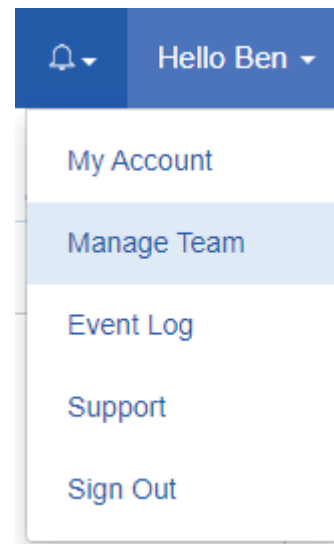 Hello Ben
My Account
Manage Team
Event Log
Support
Sign Out